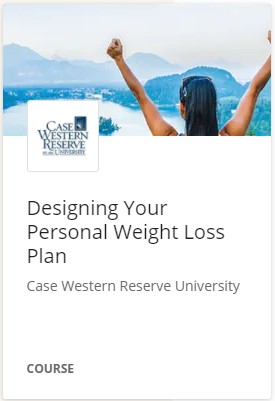 CASE
WESTERN
RESERVE
UNIVERSITY
Designing Your
Personal Weight Loss
Plan
Case Western Reserve University
COURSE